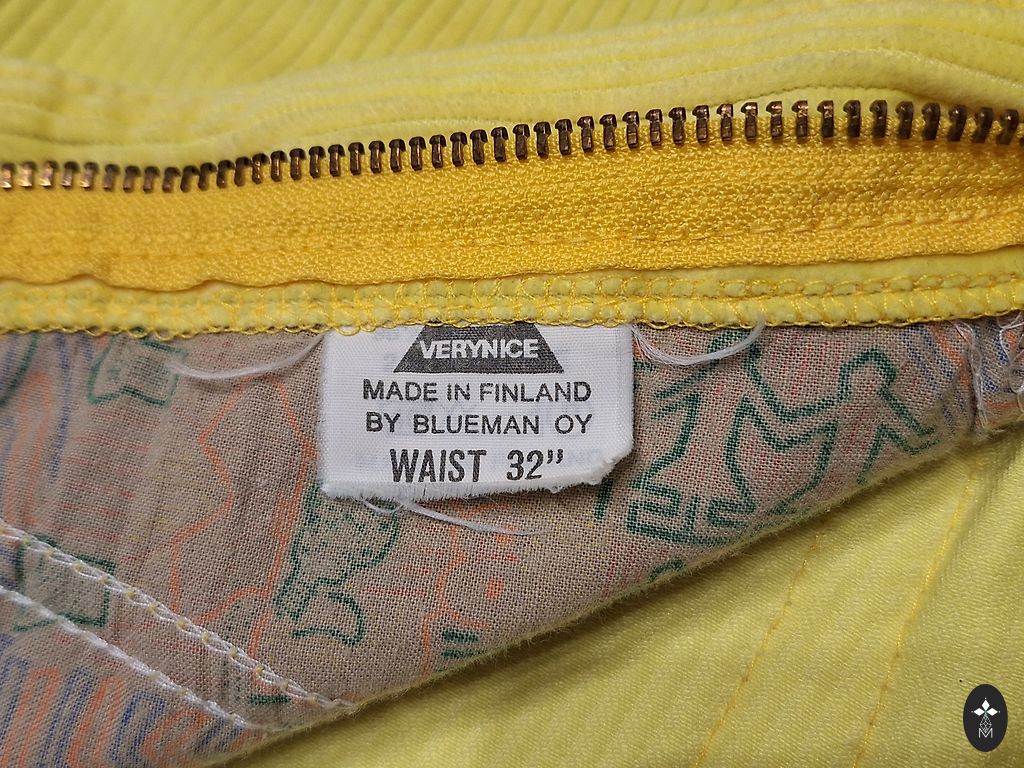 VERYNICE
MADE IN FINLAND
BY BLUEMAN OY
WAIST 32”
M